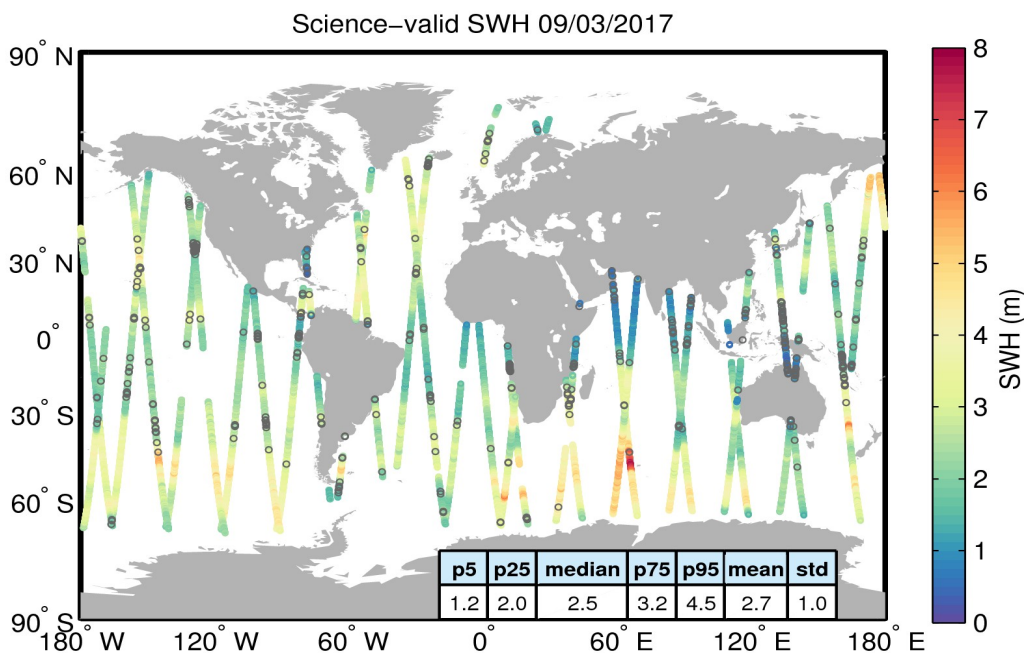 Science−valid SWH 09/03/2017
90° N
60° N
30° N
0°
30° S
60° S
90° S
180° W
120° W
60° W
0°
60° E
120° E
180° E
8
7
6
5
4
3
2
1
0
SWH (m)
p5 p25 median p75 p95 mean std
1.2 2.0 2.5 3.2 4.5 2.7 1.0